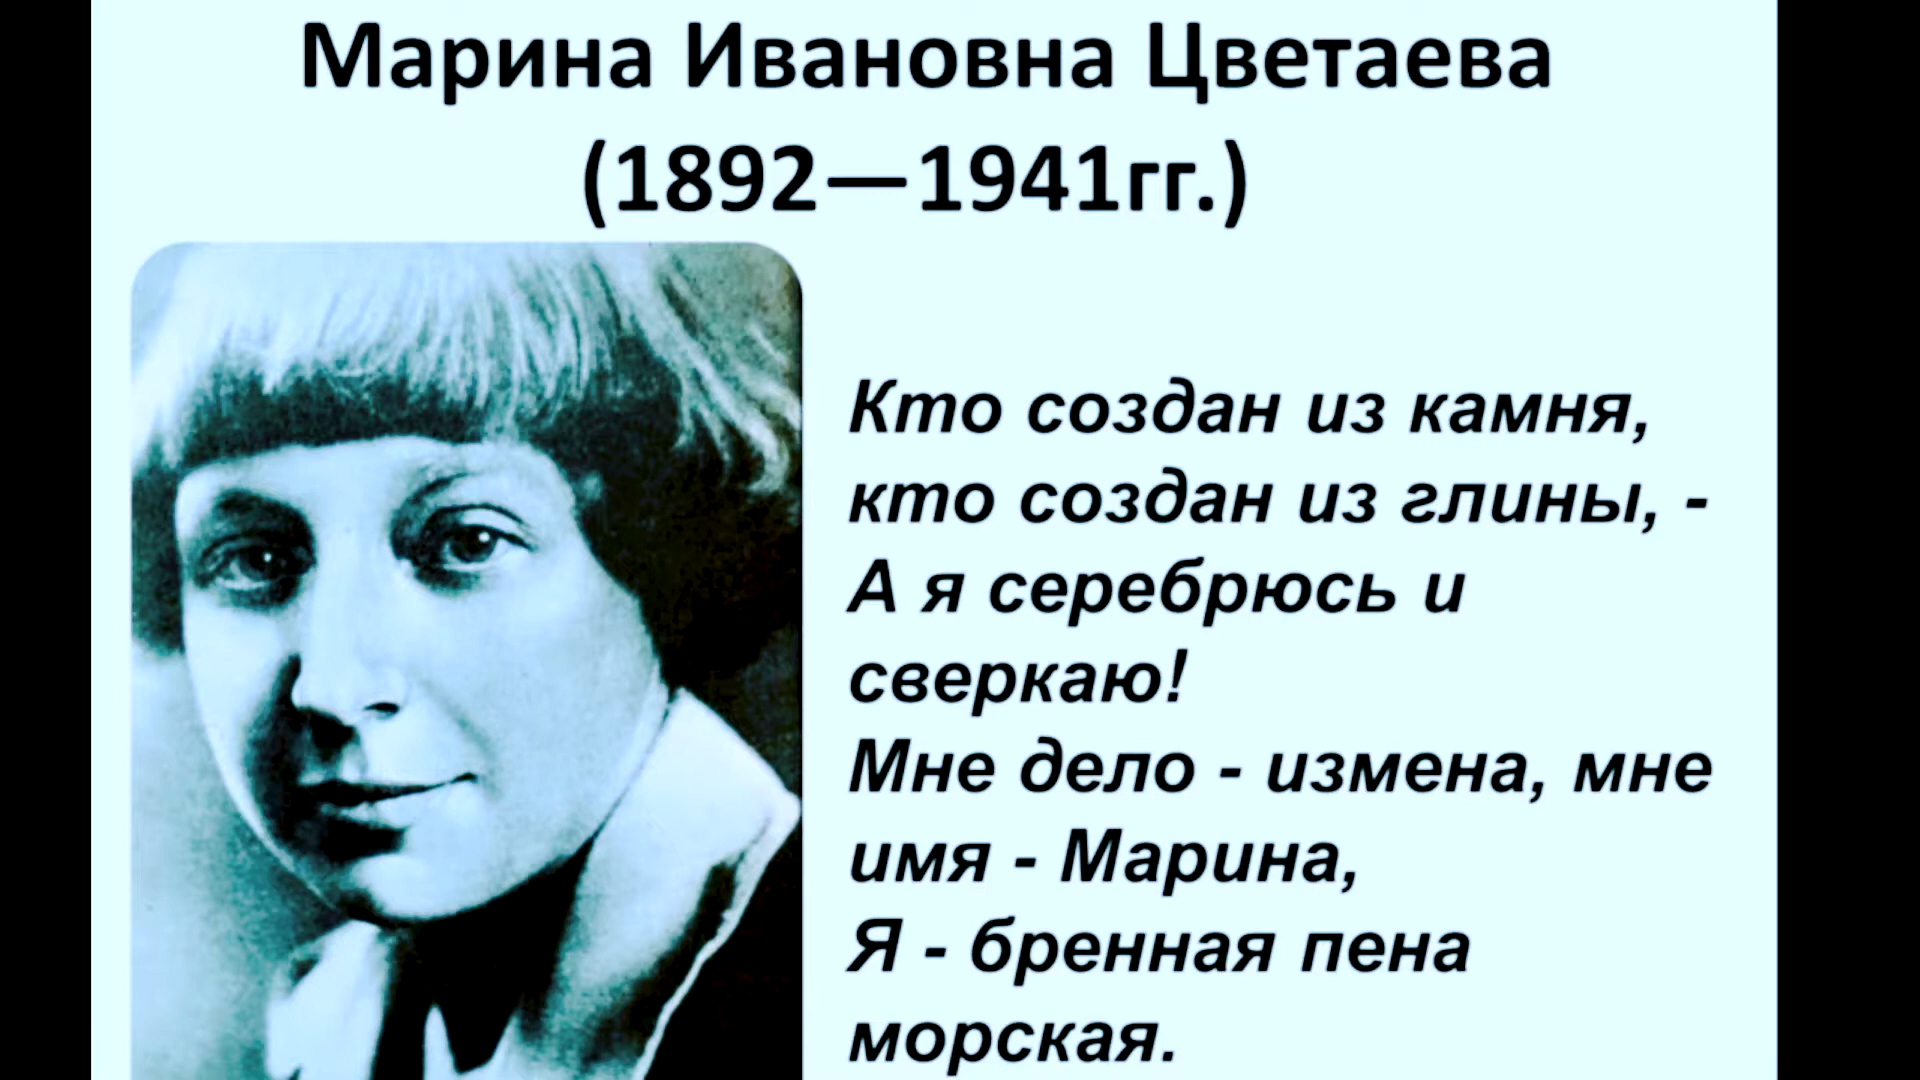 Марина Ивановна Цветаева
(1892—1941гг.)
Кто создан из камня,
кто создан из глины, -
А я серебрюсь и
сверкаю!
Мне дело - измена, мне
имя - Марина,
Я - бренная пена
морская.